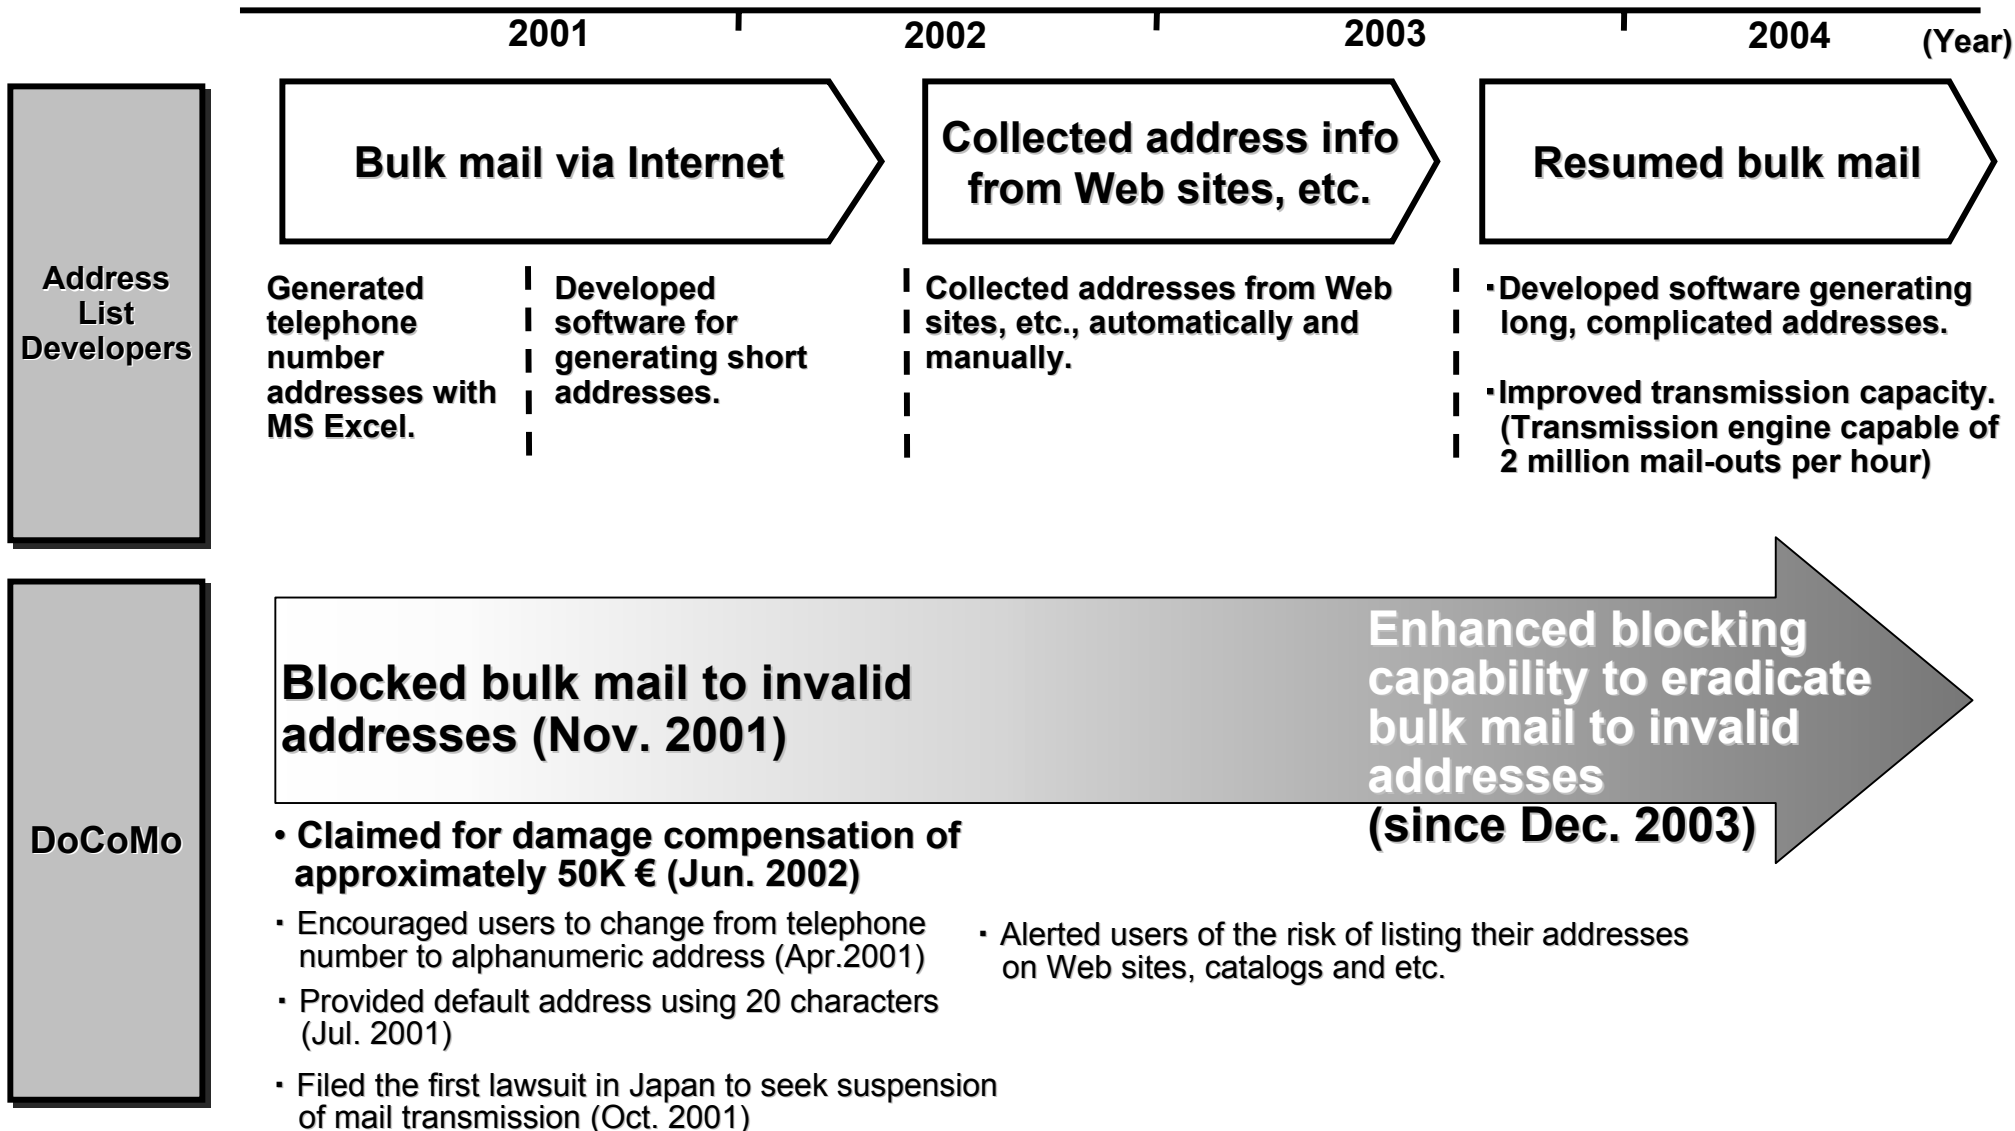 2001 2002 2003 2004 (Year)
Address
List
Developers
Bulk mail via Internet
Collected address info
from Web sites, etc.
Resumed bulk mail
Generated
telephone
number
addresses with
MS Excel.
Developed
software for
generating short
addresses.
Collected addresses from Web
sites, etc., automatically and
manually.
・Developed software generating
long, complicated addresses.
・Improved transmission capacity.
(Transmission engine capable of
2 million mail-outs per hour)
DoCoMo
Blocked bulk mail to invalid
addresses (Nov. 2001)
Enhanced blocking
capability to eradicate
bulk mail to invalid
addresses
(since Dec. 2003)
• Claimed for damage compensation of
approximately 50K € (Jun. 2002)
・ Encouraged users to change from telephone
number to alphanumeric address (Apr.2001)
・ Provided default address using 20 characters
(Jul. 2001)
・ Filed the first lawsuit in Japan to seek suspension
of mail transmission (Oct. 2001)
・ Alerted users of the risk of listing their addresses
on Web sites, catalogs and etc.